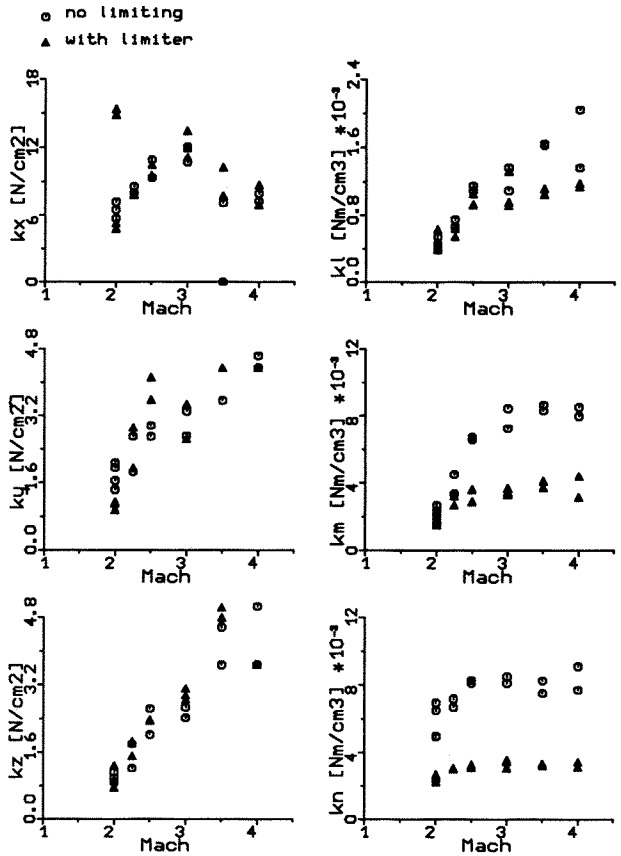 no limiting
with limiter
kx [N/cm2]
18
12
6
0
1 2 3 4
Mach
kl [Nm/cm3] *10⁻³
2.4
1.6
0.8
0.0
1 2 3 4
Mach
ky [N/cm2]
4.8
3.2
1.6
0.0
1 2 3 4
Mach
km [Nm/cm3] *10⁻³
12
8
4
0
1 2 3 4
Mach
kz [N/cm2]
4.8
3.2
1.6
0.0
1 2 3 4
Mach
kn [Nm/cm3] *10⁻³
12
8
4
0
1 2 3 4
Mach